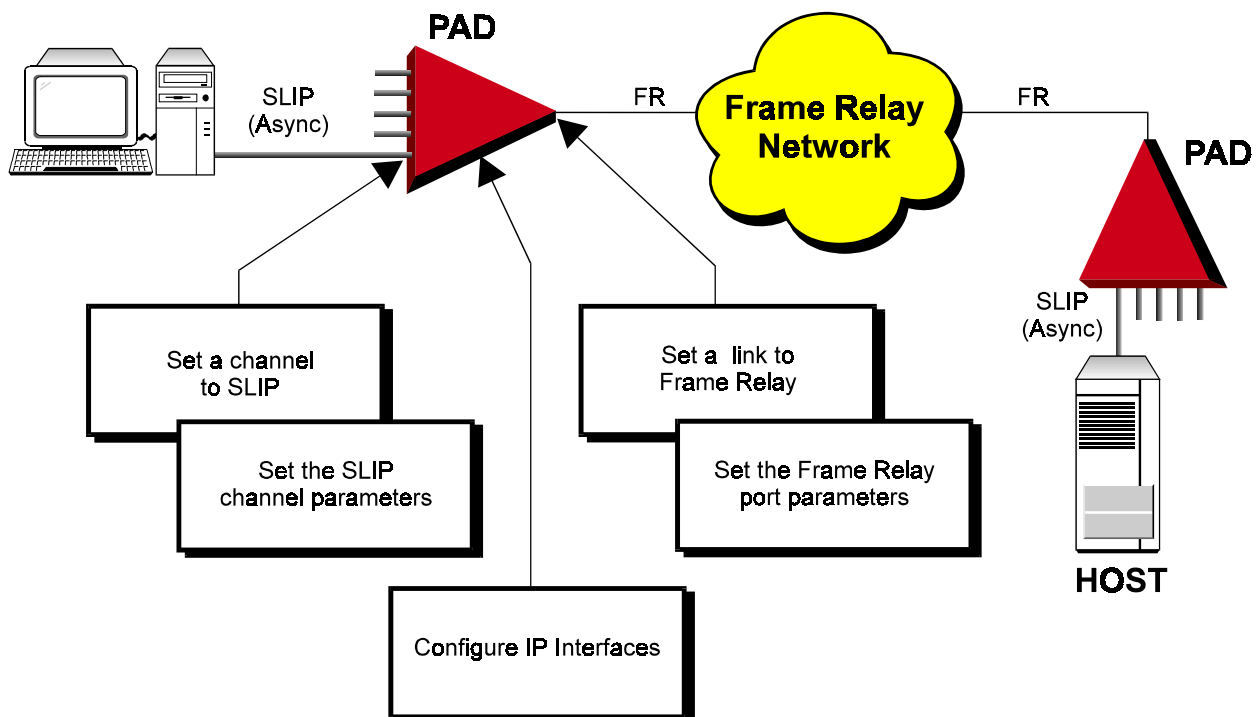 PAD
SLIP
(Async)
FR
Frame Relay
Network
FR
PAD
SLIP
(Async)
HOST
Set a channel
to SLIP
Set the SLIP
channel parameters
Set a link to
Frame Relay
Set the Frame Relay
port parameters
Configure IP Interfaces